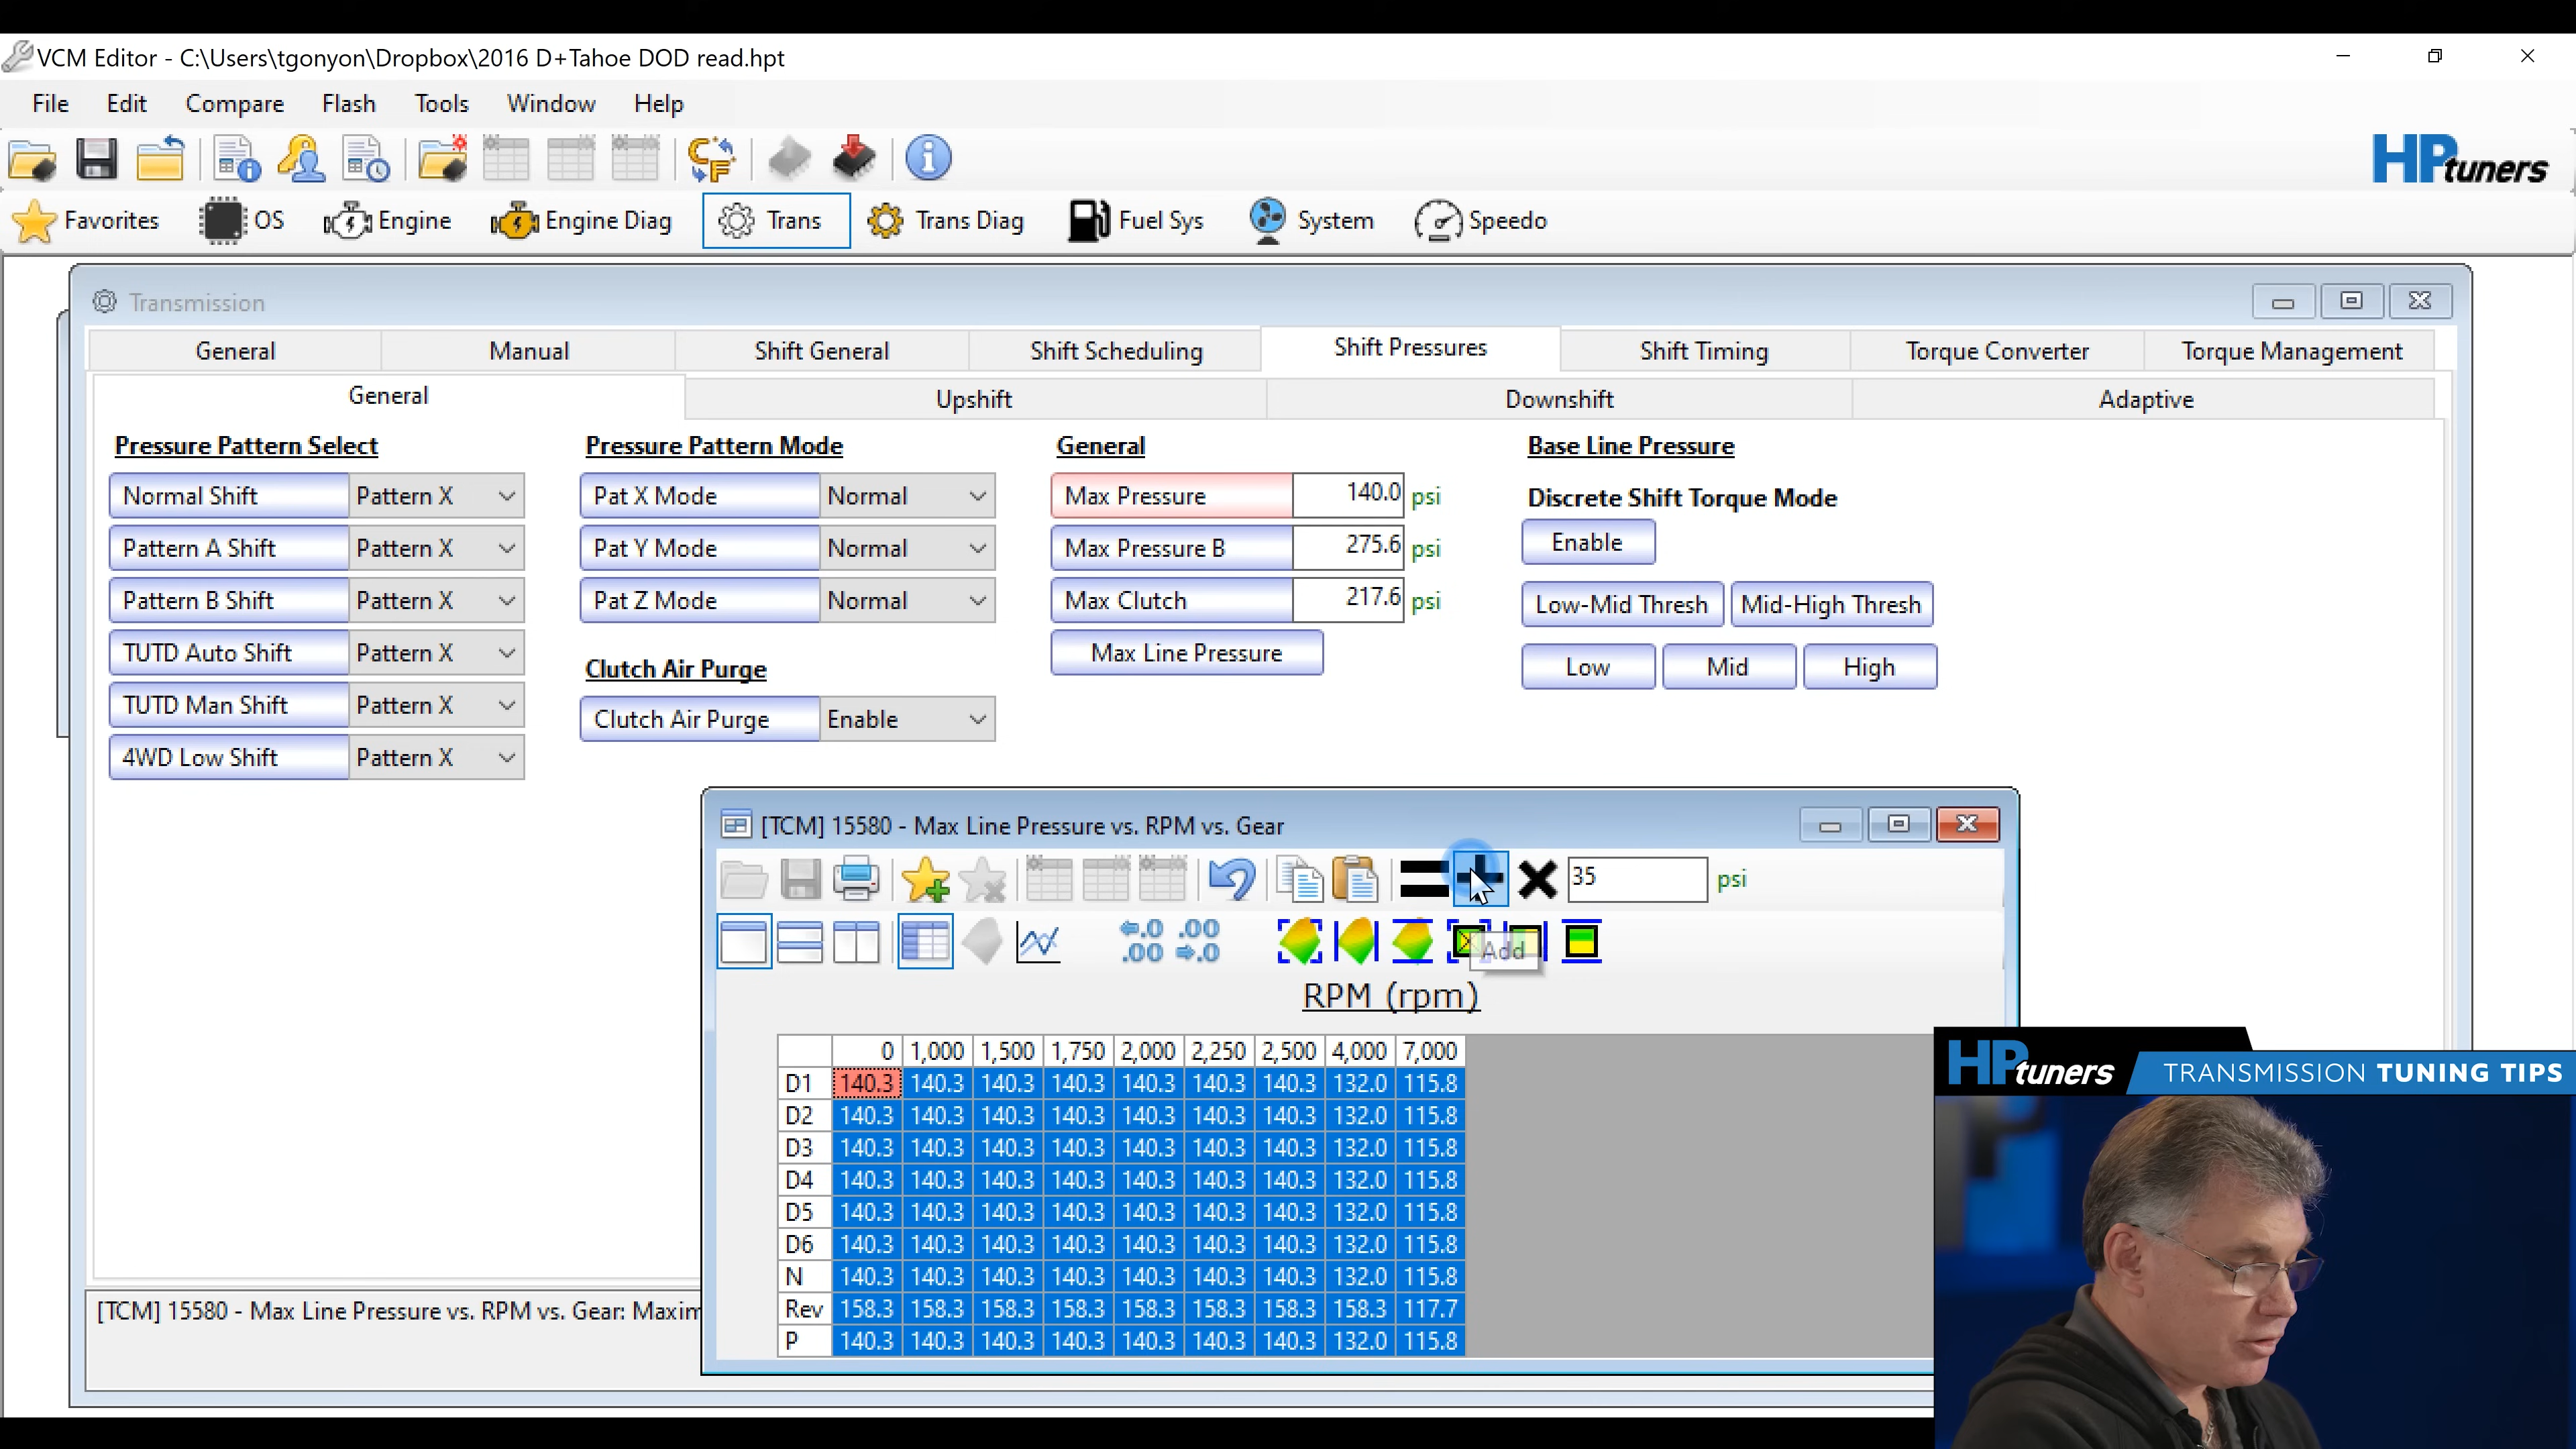 VCM Editor - C:\Users\tgonyon\Dropbox\2016 D+Tahoe DOD read.hpt
File Edit Compare Flash Tools Window Help
HPtuners
Favorites OS Engine Engine Diag Trans Trans Diag Fuel Sys System Speedo
Transmission
General Manual Shift General Shift Scheduling Shift Pressures Shift Timing Torque Converter Torque Management
General Upshift Downshift Adaptive
Pressure Pattern Select Pressure Pattern Mode General Base Line Pressure
Normal Shift Pattern X Pat X Mode Normal Max Pressure 140.0 psi Discrete Shift Torque Mode
Pattern A Shift Pattern X Pat Y Mode Normal Max Pressure B 275.6 psi Enable
Pattern B Shift Pattern X Pat Z Mode Normal Max Clutch 217.6 psi Low-Mid Thresh Mid-High Thresh
TUTD Auto Shift Pattern X Clutch Air Purge Max Line Pressure Low Mid High
TUTD Man Shift Pattern X Clutch Air Purge Enable
4WD Low Shift Pattern X
[TCM] 15580 - Max Line Pressure vs. RPM vs. Gear
35 psi
←.0 .00
.00 →.0
Add
RPM (rpm)
0 1,000 1,500 1,750 2,000 2,250 2,500 4,000 7,000
D1 140.3 140.3 140.3 140.3 140.3 140.3 140.3 132.0 115.8
D2 140.3 140.3 140.3 140.3 140.3 140.3 140.3 132.0 115.8
D3 140.3 140.3 140.3 140.3 140.3 140.3 140.3 132.0 115.8
D4 140.3 140.3 140.3 140.3 140.3 140.3 140.3 132.0 115.8
D5 140.3 140.3 140.3 140.3 140.3 140.3 140.3 132.0 115.8
D6 140.3 140.3 140.3 140.3 140.3 140.3 140.3 132.0 115.8
N 140.3 140.3 140.3 140.3 140.3 140.3 140.3 132.0 115.8
Rev 158.3 158.3 158.3 158.3 158.3 158.3 158.3 158.3 117.7
P 140.3 140.3 140.3 140.3 140.3 140.3 140.3 132.0 115.8
[TCM] 15580 - Max Line Pressure vs. RPM vs. Gear: Maxim
HPtuners TRANSMISSION TUNING TIPS